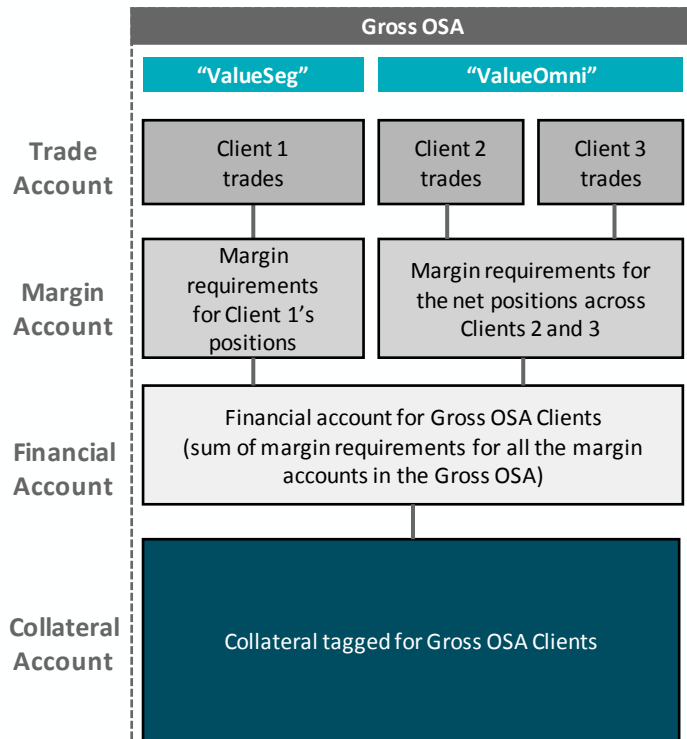 Gross OSA
“ValueSeg”
“ValueOmni”
Trade
Account
Client 1
trades
Client 2
trades
Client 3
trades
Margin
Account
Margin
requirements
for Client 1’s
positions
Margin requirements for
the net positions across
Clients 2 and 3
Financial
Account
Financial account for Gross OSA Clients
(sum of margin requirements for all the margin
accounts in the Gross OSA)
Collateral
Account
Collateral tagged for Gross OSA Clients